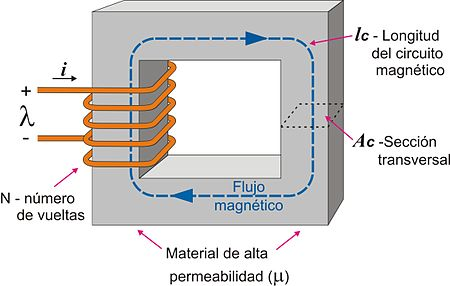 lc - Longitud
del circuito
magnético
i
+
λ
-
Ac -Sección
transversal
N - número
de vueltas
Flujo
magnético
Material de alta
permeabilidad (μ)